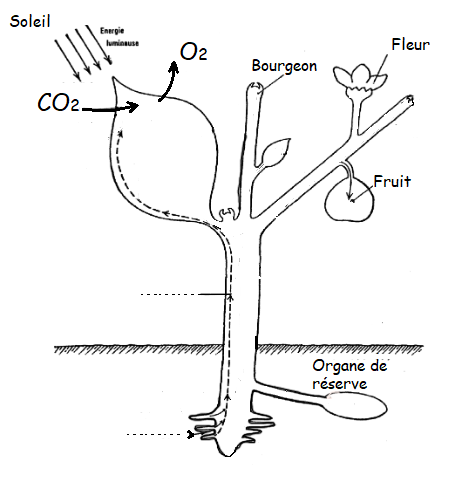 Soleil
Energie
lumineuse
O2
CO2
Bourgeon
Fleur
Fruit
Organe de
réserve